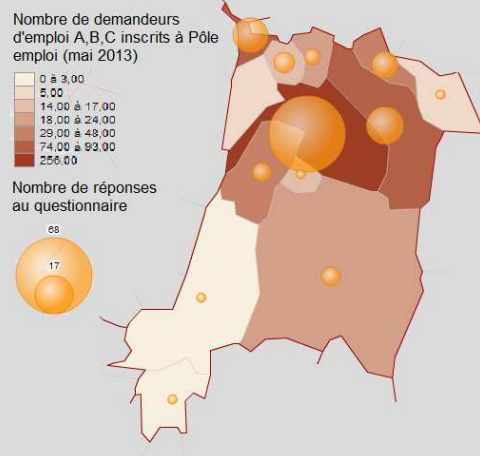 Nombre de demandeurs
d'emploi A,B,C inscrits à Pôle
emploi (mai 2013)
0 à 3,00
5,00
14,00 à 17,00
18,00 à 24,00
29,00 à 48,00
74,00 à 93,00
256,00
Nombre de réponses
au questionnaire
68
17